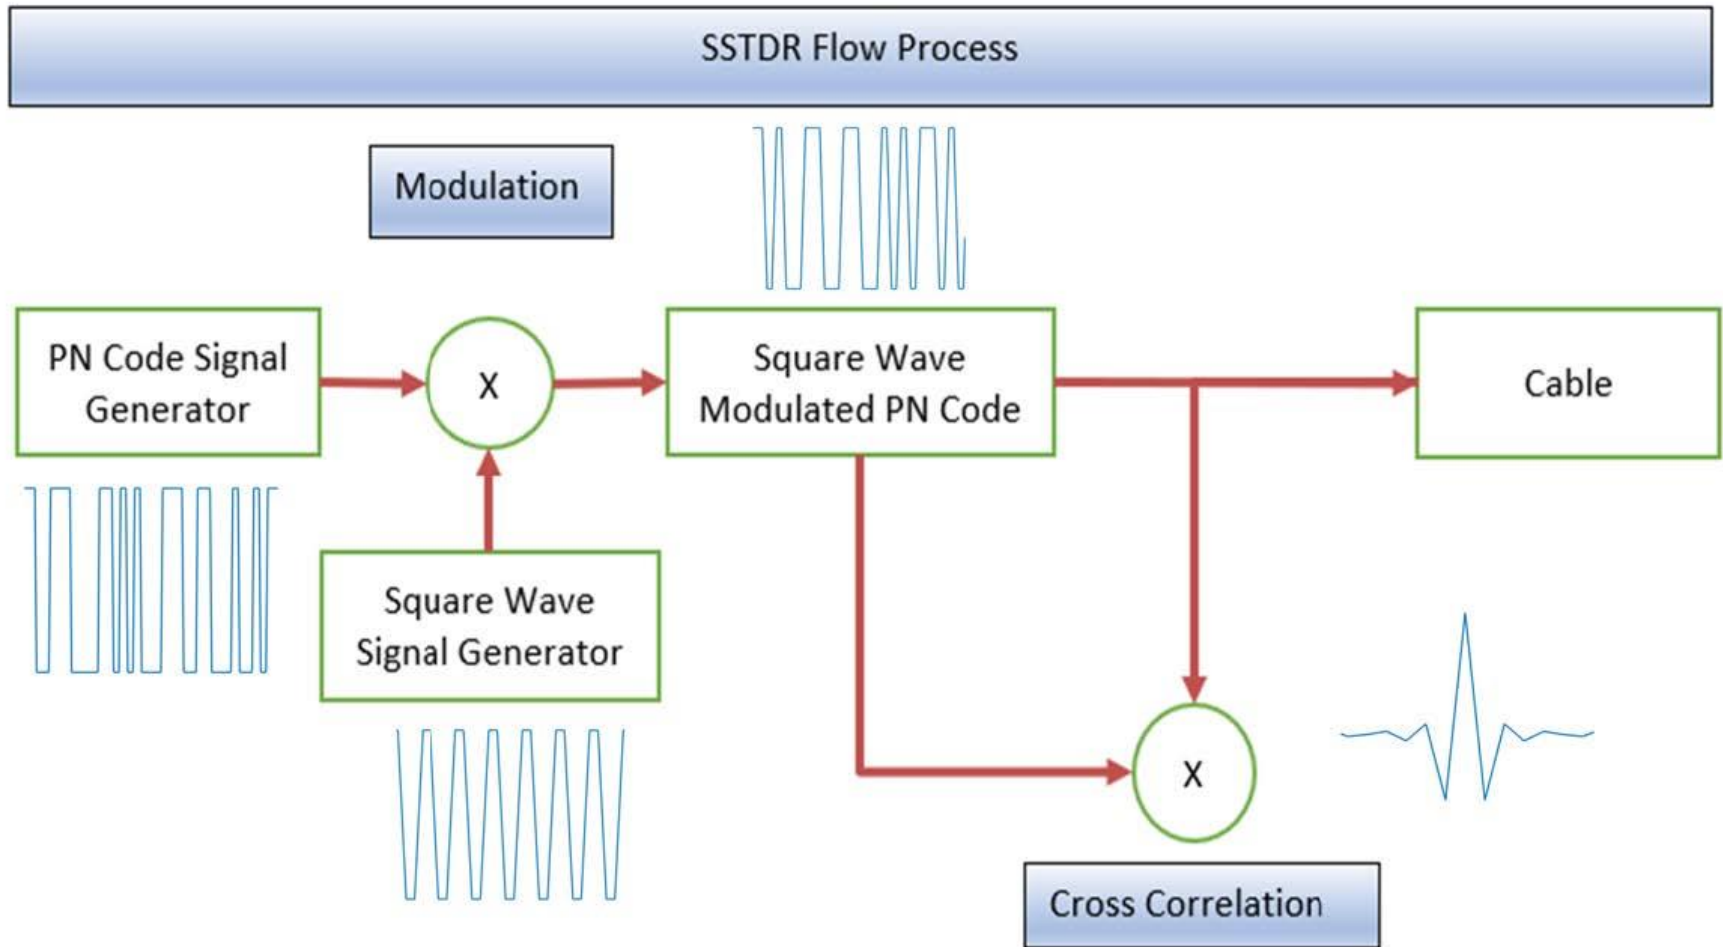 SSTDR Flow Process
Modulation
PN Code Signal
Generator
X
Square Wave
Modulated PN Code
Cable
Square Wave
Signal Generator
X
Cross Correlation